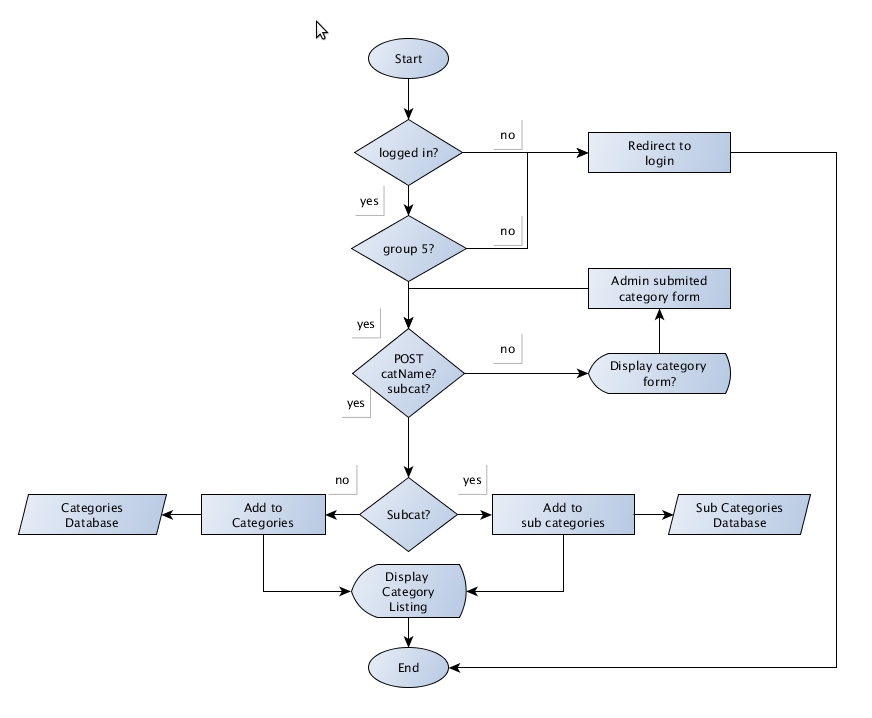 Start
logged in?
no
Redirect to
login
yes
group 5?
no
Admin submited
category form
yes
POST
catName?
subcat?
no
Display category
form?
yes
no
yes
Categories
Database
Add to
Categories
Subcat?
Add to
sub categories
Sub Categories
Database
Display
Category
Listing
End